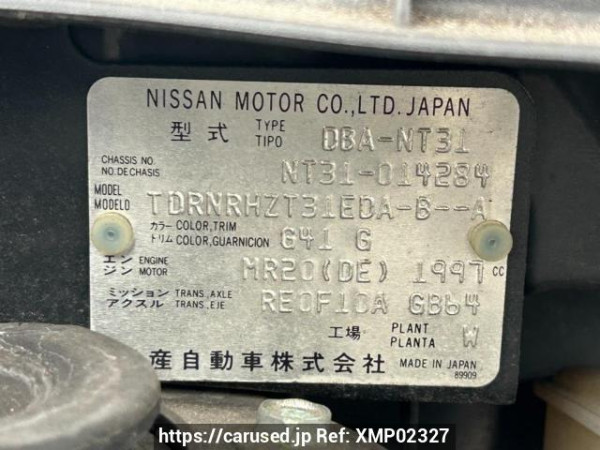 NISSAN MOTOR CO.,LTD. JAPAN
型式 TYPE TIPO DBA-NT31
CHASSIS NO. NO.DECHASIS NT31-014284
MODEL MODELO TDRNRHZT31EDA-B--A
カラー COLOR,TRIM トリム COLOR,GUARNICION G41 G
エンジン ENGINE MOTOR MR20(DE) 1997 cc
ミッション TRANS.,AXLE アクスル TRANS.,EJE RE0F10A GB64
工場 PLANT PLANTA W
産自動車株式会社 MADE IN JAPAN
89909
https://carused.jp Ref: XMP02327